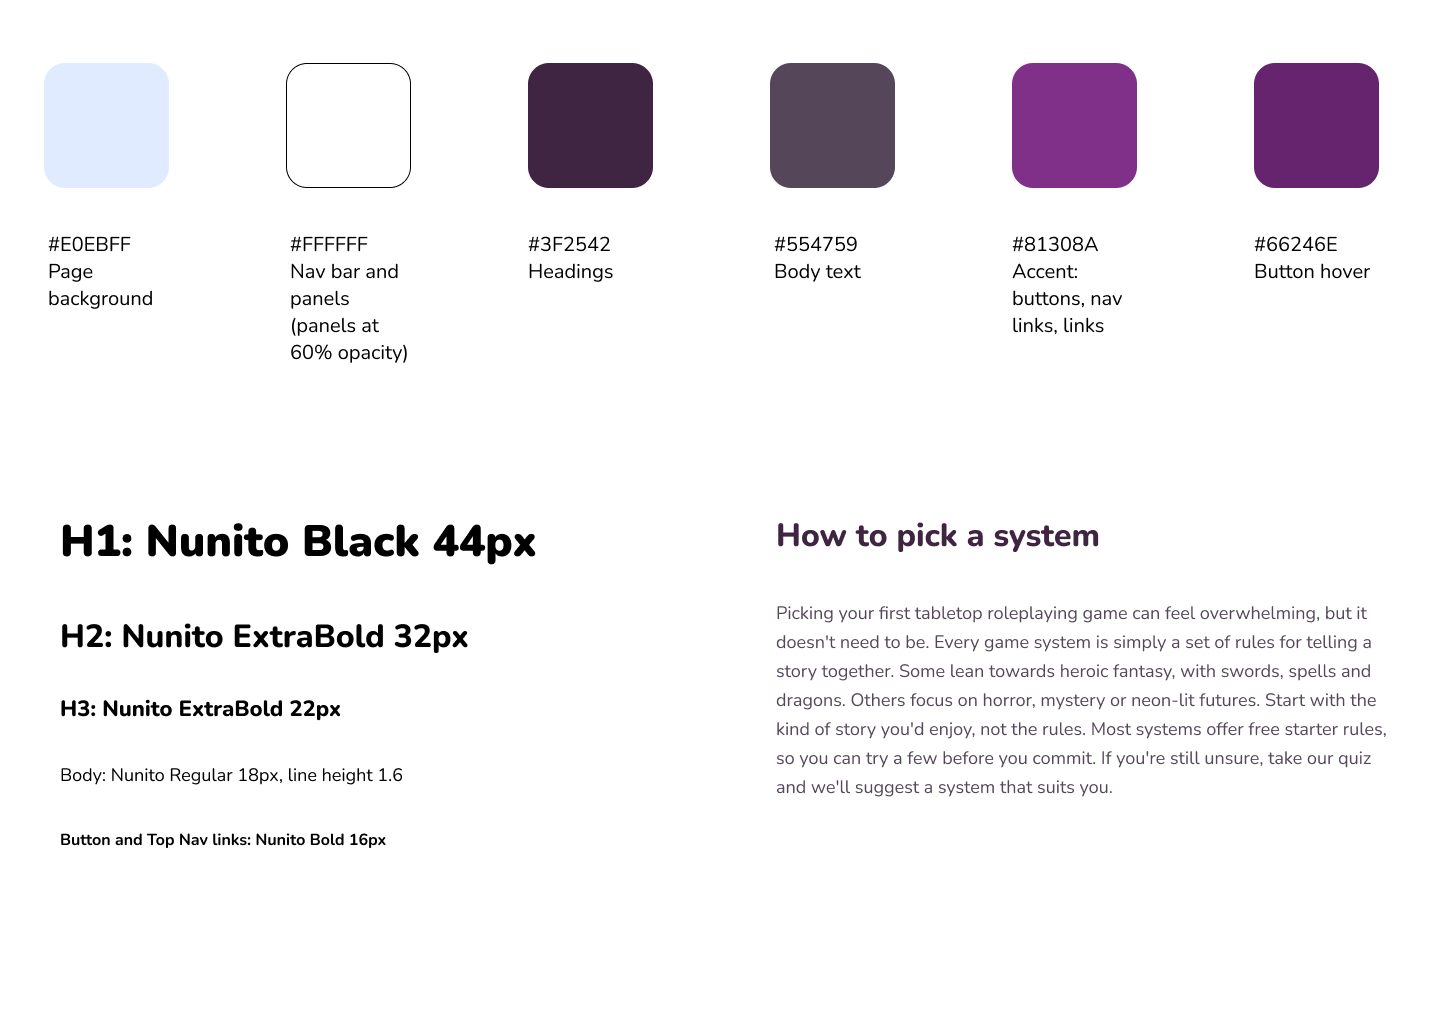 #E0EBFF
Page
background
#FFFFFF
Nav bar and
panels
(panels at
60% opacity)
#3F2542
Headings
#554759
Body text
#81308A
Accent:
buttons, nav
links, links
#66246E
Button hover
H1: Nunito Black 44px
H2: Nunito ExtraBold 32px
H3: Nunito ExtraBold 22px
Body: Nunito Regular 18px, line height 1.6
Button and Top Nav links: Nunito Bold 16px
How to pick a system
Picking your first tabletop roleplaying game can feel overwhelming, but it
doesn't need to be. Every game system is simply a set of rules for telling a
story together. Some lean towards heroic fantasy, with swords, spells and
dragons. Others focus on horror, mystery or neon-lit futures. Start with the
kind of story you'd enjoy, not the rules. Most systems offer free starter rules,
so you can try a few before you commit. If you're still unsure, take our quiz
and we'll suggest a system that suits you.